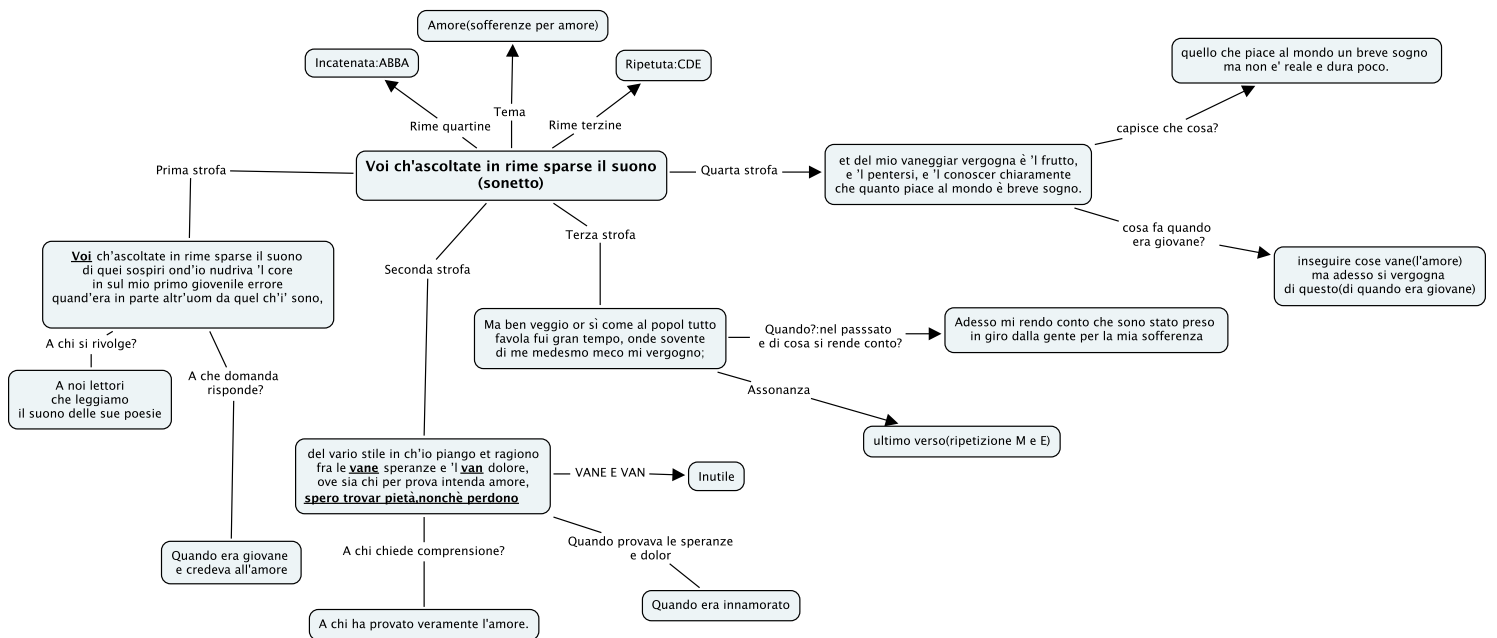 Amore(sofferenze per amore)
Incatenata:ABBA
Ripetuta:CDE
Tema
Rime quartine
Rime terzine
Voi ch'ascoltate in rime sparse il suono
(sonetto)
Prima strofa
Voi ch’ascoltate in rime sparse il suono
di quei sospiri ond’io nudriva ’l core
in sul mio primo giovenile errore
quand’era in parte altr’uom da quel ch’i’ sono,
A chi si rivolge?
A noi lettori
che leggiamo
il suono delle sue poesie
A che domanda
risponde?
Quando era giovane
e credeva all'amore
Seconda strofa
del vario stile in ch’io piango et ragiono
fra le vane speranze e ’l van dolore,
ove sia chi per prova intenda amore,
spero trovar pietà,nonchè perdono
VANE E VAN
Inutile
A chi chiede comprensione?
A chi ha provato veramente l'amore.
Quando provava le speranze
e dolor
Quando era innamorato
Terza strofa
Ma ben veggio or sì come al popol tutto
favola fui gran tempo, onde sovente
di me medesmo meco mi vergogno;
Quando?:nel passsato
e di cosa si rende conto?
Adesso mi rendo conto che sono stato preso
in giro dalla gente per la mia sofferenza
Assonanza
ultimo verso(ripetizione M e E)
Quarta strofa
et del mio vaneggiar vergogna è ’l frutto,
e ’l pentersi, e ’l conoscer chiaramente
che quanto piace al mondo è breve sogno.
capisce che cosa?
quello che piace al mondo un breve sogno
ma non e' reale e dura poco.
cosa fa quando
era giovane?
inseguire cose vane(l'amore)
ma adesso si vergogna
di questo(di quando era giovane)